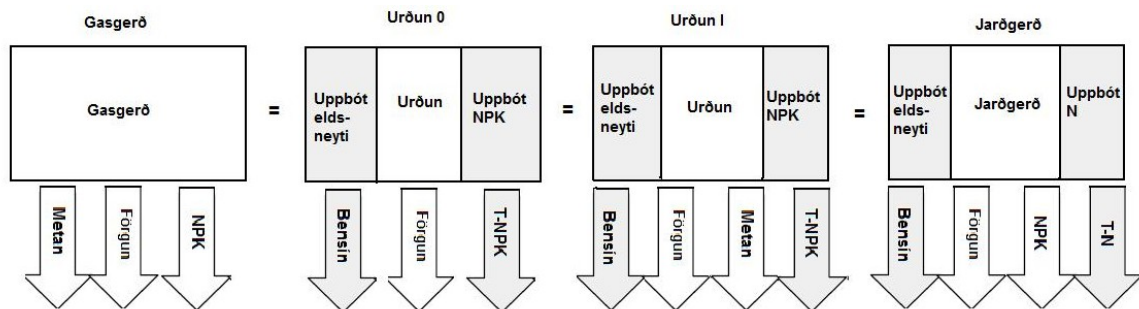 Gasgerð
Urðun 0
Urðun I
Jarðgerð
Gasgerð
=
Uppbót
elds-
neyti
Urðun
Uppbót
NPK
=
Uppbót
elds-
neyti
Urðun
Uppbót
NPK
=
Uppbót
elds-
neyti
Jarðgerð
Uppbót
N
Metan
Förgun
NPK
Bensín
Förgun
T-NPK
Bensín
Förgun
Metan
T-NPK
Bensín
Förgun
NPK
T-N